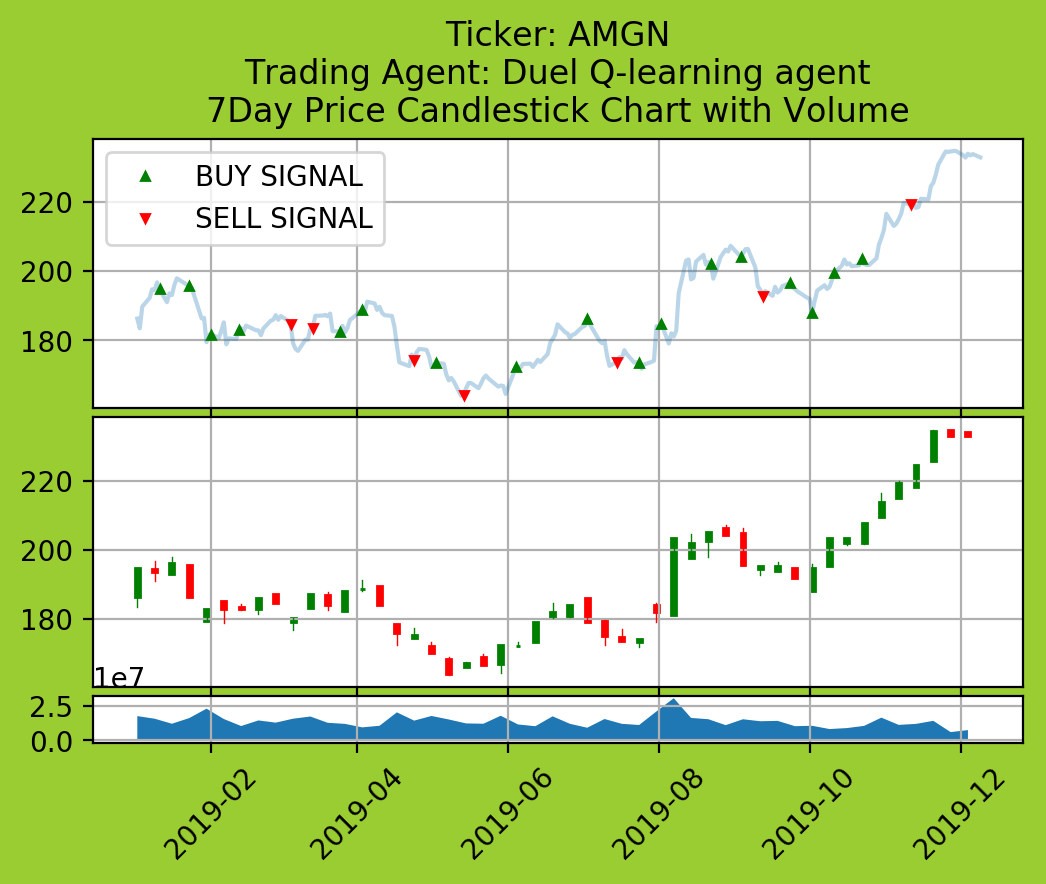 Ticker: AMGN
Trading Agent: Duel Q-learning agent
7Day Price Candlestick Chart with Volume
BUY SIGNAL
SELL SIGNAL
220
200
180
220
200
180
1e7
2.5
0.0
2019-02
2019-04
2019-06
2019-08
2019-10
2019-12